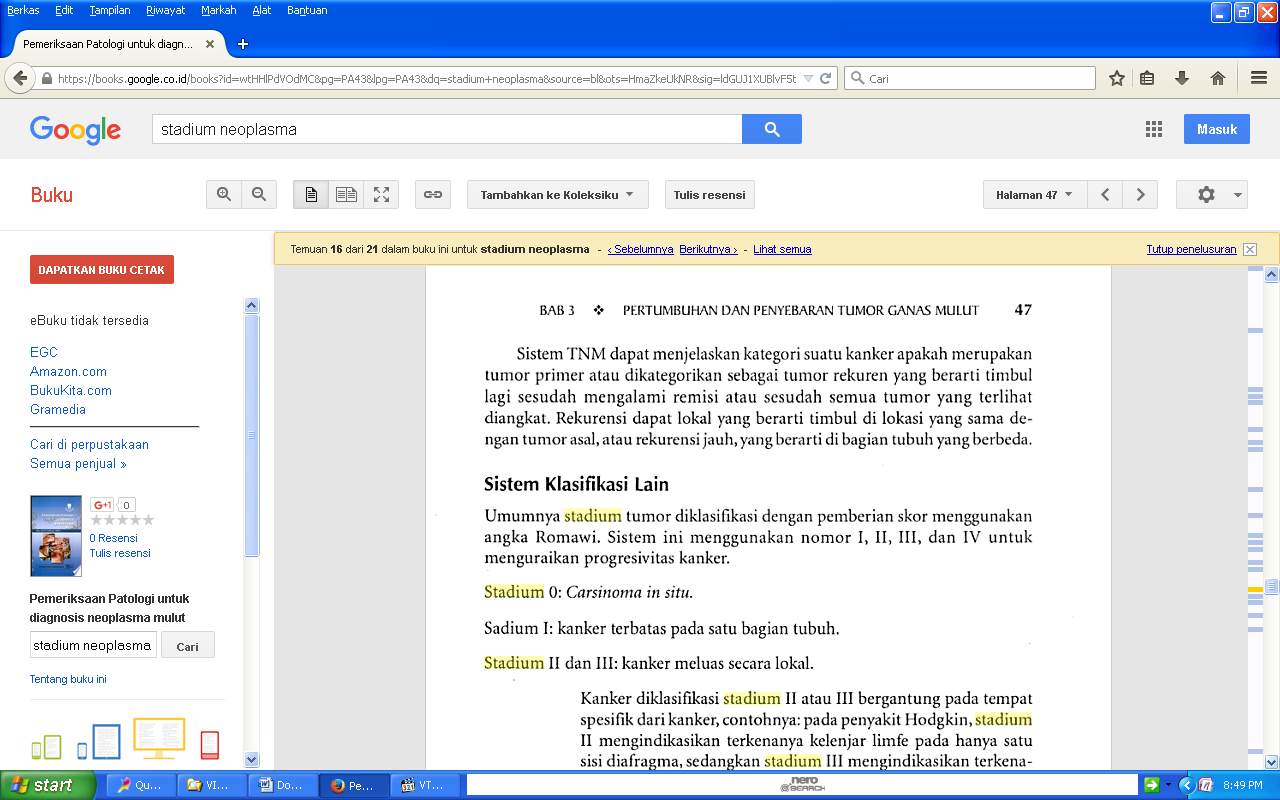 Berkas Edit Tampilan Riwayat Markah Alat Bantuan
Pemeriksaan Patologi untuk diagn...
https://books.google.co.id/books?id=wtHHlPdVOdMC&pg=PA43&lpg=PA43&dq=stadium+neoplasma&source=bl&ots=HmaZkeUkNR&sig=ldGUJ1XUBlvF5t
Cari
Google
stadium neoplasma
Masuk
Buku
Tambahkan ke Koleksiku
Tulis resensi
Halaman 47
Temuan 16 dari 21 dalam buku ini untuk stadium neoplasma - ‹ Sebelumnya Berikutnya › - Lihat semua
Tutup penelusuran
DAPATKAN BUKU CETAK
eBuku tidak tersedia
EGC
Amazon.com
BukuKita.com
Gramedia
Cari di perpustakaan
Semua penjual »
G+1 0
0 Resensi
Tulis resensi
Pemeriksaan Patologi untuk
diagnosis neoplasma mulut
stadium neoplasma
Cari
Tentang buku ini
BAB 3 ❖ PERTUMBUHAN DAN PENYEBARAN TUMOR GANAS MULUT 47
Sistem TNM dapat menjelaskan kategori suatu kanker apakah merupakan
tumor primer atau dikategorikan sebagai tumor rekuren yang berarti timbul
lagi sesudah mengalami remisi atau sesudah semua tumor yang terlihat
diangkat. Rekurensi dapat lokal yang berarti timbul di lokasi yang sama de-
ngan tumor asal, atau rekurensi jauh, yang berarti di bagian tubuh yang berbeda.
Sistem Klasifikasi Lain
Umumnya stadium tumor diklasifikasi dengan pemberian skor menggunakan
angka Romawi. Sistem ini menggunakan nomor I, II, III, dan IV untuk
menguraikan progresivitas kanker.
Stadium 0: Carsinoma in situ.
Sadium I: kanker terbatas pada satu bagian tubuh.
Stadium II dan III: kanker meluas secara lokal.
Kanker diklasifikasi stadium II atau III bergantung pada tempat
spesifik dari kanker, contohnya: pada penyakit Hodgkin, stadium
II mengindikasikan terkenanya kelenjar limfe pada hanya satu
sisi diafragma, sedangkan stadium III mengindikasikan terkena-
start
Qu...
VI...
Do...
Pe...
VT...
nero
SEARCH
8:49 PM